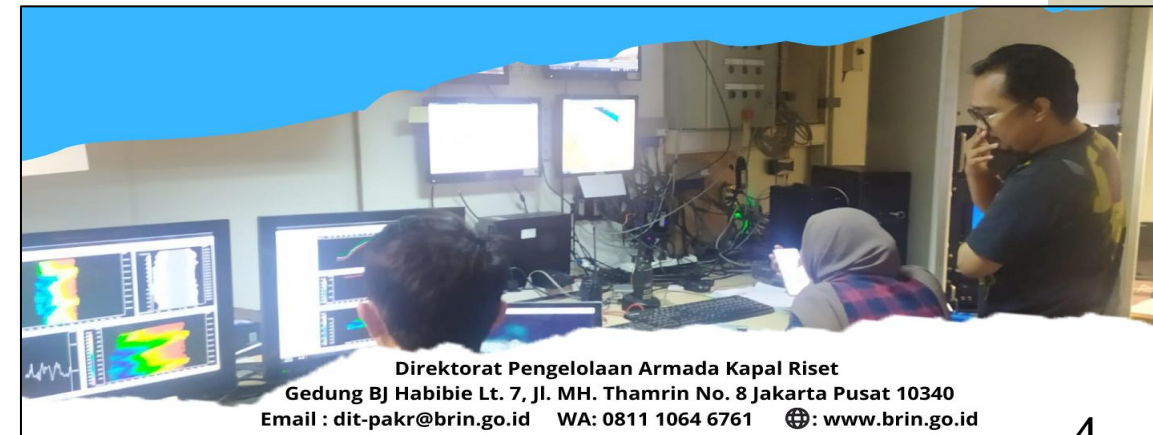 Direktorat Pengelolaan Armada Kapal Riset
Gedung BJ Habibie Lt. 7, Jl. MH. Thamrin No. 8 Jakarta Pusat 10340
Email : dit-pakr@brin.go.id WA: 0811 1064 6761 : www.brin.go.id
4